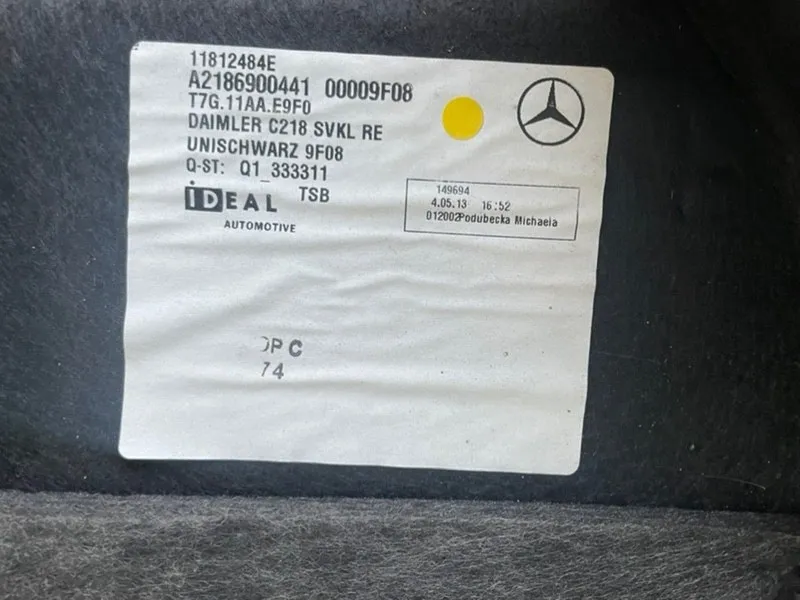 11812484E
A2186900441 00009F08
T7G.11AA.E9F0
DAIMLER C218 SVKL RE
UNISCHWARZ 9F08
Q-ST: Q1_333311
iDEAL TSB
AUTOMOTIVE
149694
4.05.13 16:52
012002Podubecka Michaela
PC
74